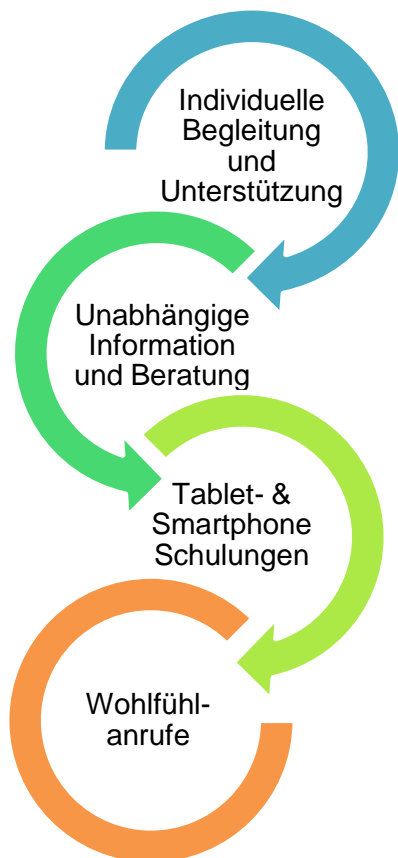 Individuelle
Begleitung
und
Unterstützung
Unabhängige
Information
und Beratung
Tablet- &
Smartphone
Schulungen
Wohlfühl-
anrufe